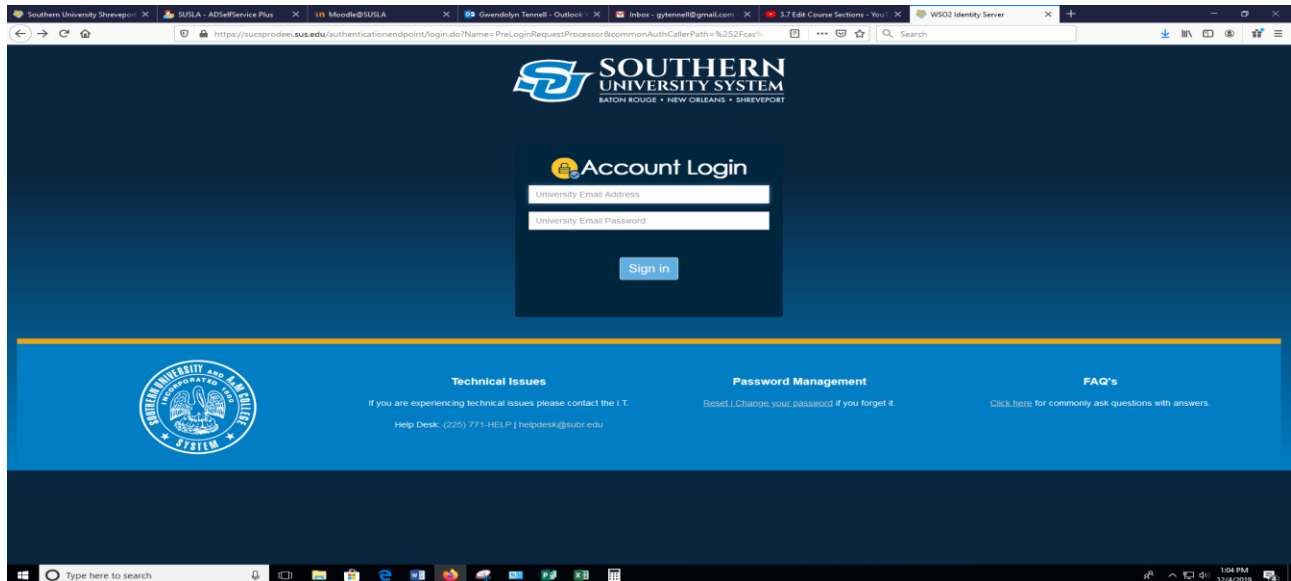 Southern University Shreveport
SUSLA - ADSelfService Plus
Moodle@SUSLA
Gwendolyn Tennell - Outlook
Inbox - gytennell@gmail.com
3.7 Edit Course Sections - You
WSO2 Identity Server
https://sucsprodeei.sus.edu/authenticationendpoint/login.do?Name=PreLoginRequestProcessor&commonAuthCallerPath=%252Fcas%
Search
SOUTHERN
UNIVERSITY SYSTEM
BATON ROUGE • NEW ORLEANS • SHREVEPORT
Account Login
University Email Address
University Email Password
Sign in
SOUTHERN UNIVERSITY AND A&M COLLEGE
INCORPORATED 1880
SYSTEM
Technical Issues
If you are experiencing technical issues please contact the I.T.
Help Desk: (225) 771-HELP | helpdesk@subr.edu
Password Management
Reset | Change your password if you forget it.
FAQ's
Click here for commonly ask questions with answers.
Type here to search
1:04 PM
12/4/2019